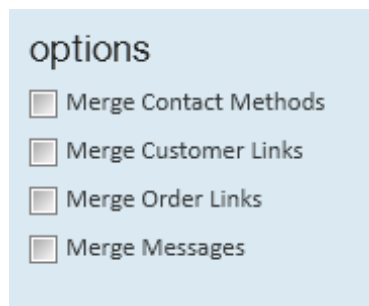 options
Merge Contact Methods
Merge Customer Links
Merge Order Links
Merge Messages